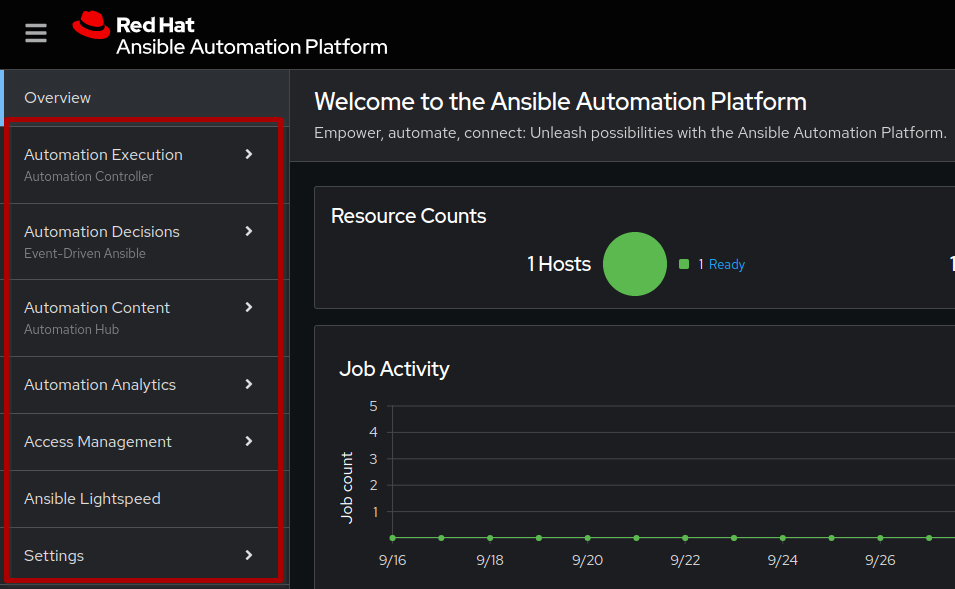 Red Hat
Ansible Automation Platform
Overview
Automation Execution
Automation Controller
Automation Decisions
Event-Driven Ansible
Automation Content
Automation Hub
Automation Analytics
Access Management
Ansible Lightspeed
Settings
Welcome to the Ansible Automation Platform
Empower, automate, connect: Unleash possibilities with the Ansible Automation Platform.
Resource Counts
1 Hosts
1 Ready
1
Job Activity
Job count
5
4
3
2
1
9/16 9/18 9/20 9/22 9/24 9/26